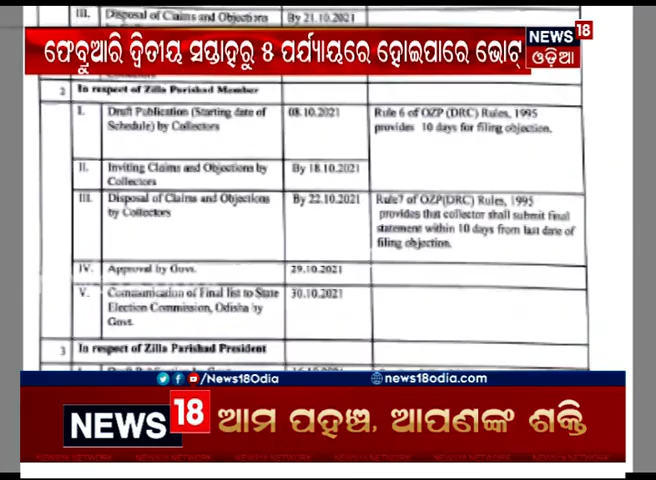 III. Disposal of Claims and Objections By 21.10.2021
ଫେବୃଆରି ଦ୍ୱିତୀୟ ସପ୍ତାହରୁ ୫ ପର୍ଯ୍ୟାୟରେ ହୋଇପାରେ ଭୋଟ୍
NEWS 18
ଓଡ଼ିଆ
2 In respect of Zilla Parishad Member
I. Draft Publication (Starting date of 08.10.2021 Rule 6 of OZP (DRC) Rules, 1995
Schedule) by Collectors provides 10 days for filing objection.
II. Inviting Claims and Objections by By 18.10.2021
Collectors
III. Disposal of Claims and Objections By 22.10.2021 Rule7 of OZP(DRC) Rules, 1995
by Collectors provides that collector shall submit final
statement within 10 days from last date of
filing objection.
IV. Approval by Govt. 29.10.2021
V. Communication of Final list to State 30.10.2021
Election Commission, Odisha by
Govt.
3 In respect of Zilla Parishad President
/News18Odia news18odia.com
NEWS 18 ଆମ ପହଞ୍ଚ, ଆପଣଙ୍କ ଶକ୍ତି